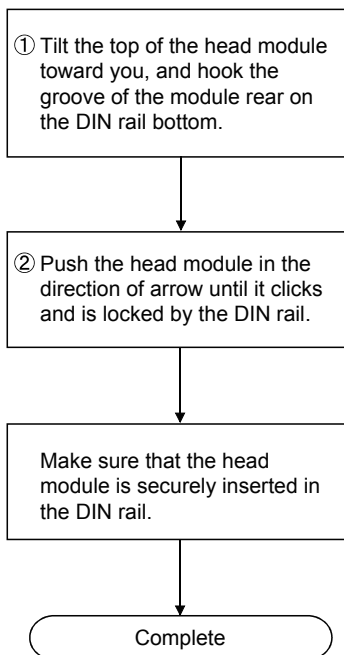 ① Tilt the top of the head module
toward you, and hook the
groove of the module rear on
the DIN rail bottom.
② Push the head module in the
direction of arrow until it clicks
and is locked by the DIN rail.
Make sure that the head
module is securely inserted in
the DIN rail.
Complete